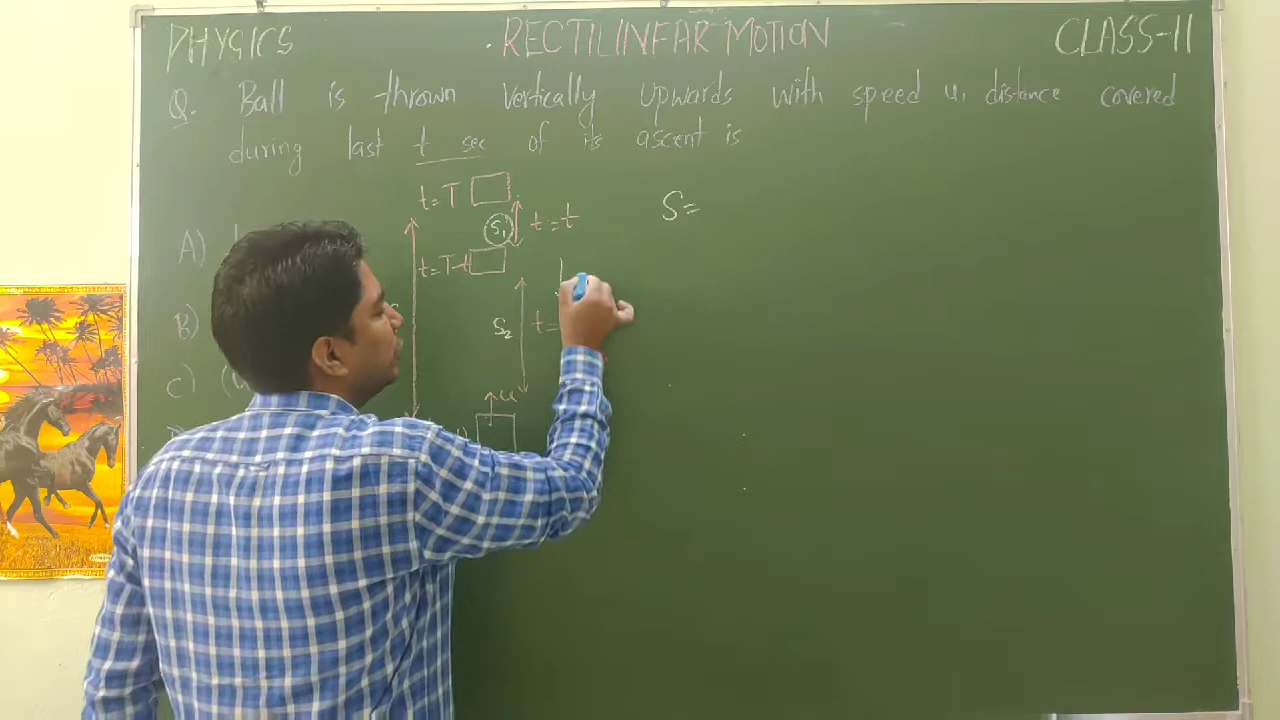 PHYSICS RECTILINEAR MOTION CLASS-11
Q. Ball is thrown vertically upwards with speed u, distance covered
during last t sec of its ascent is
t=T
S=
S1 t=t
A)
t=T-t
B) S2 t=
C) (u
u